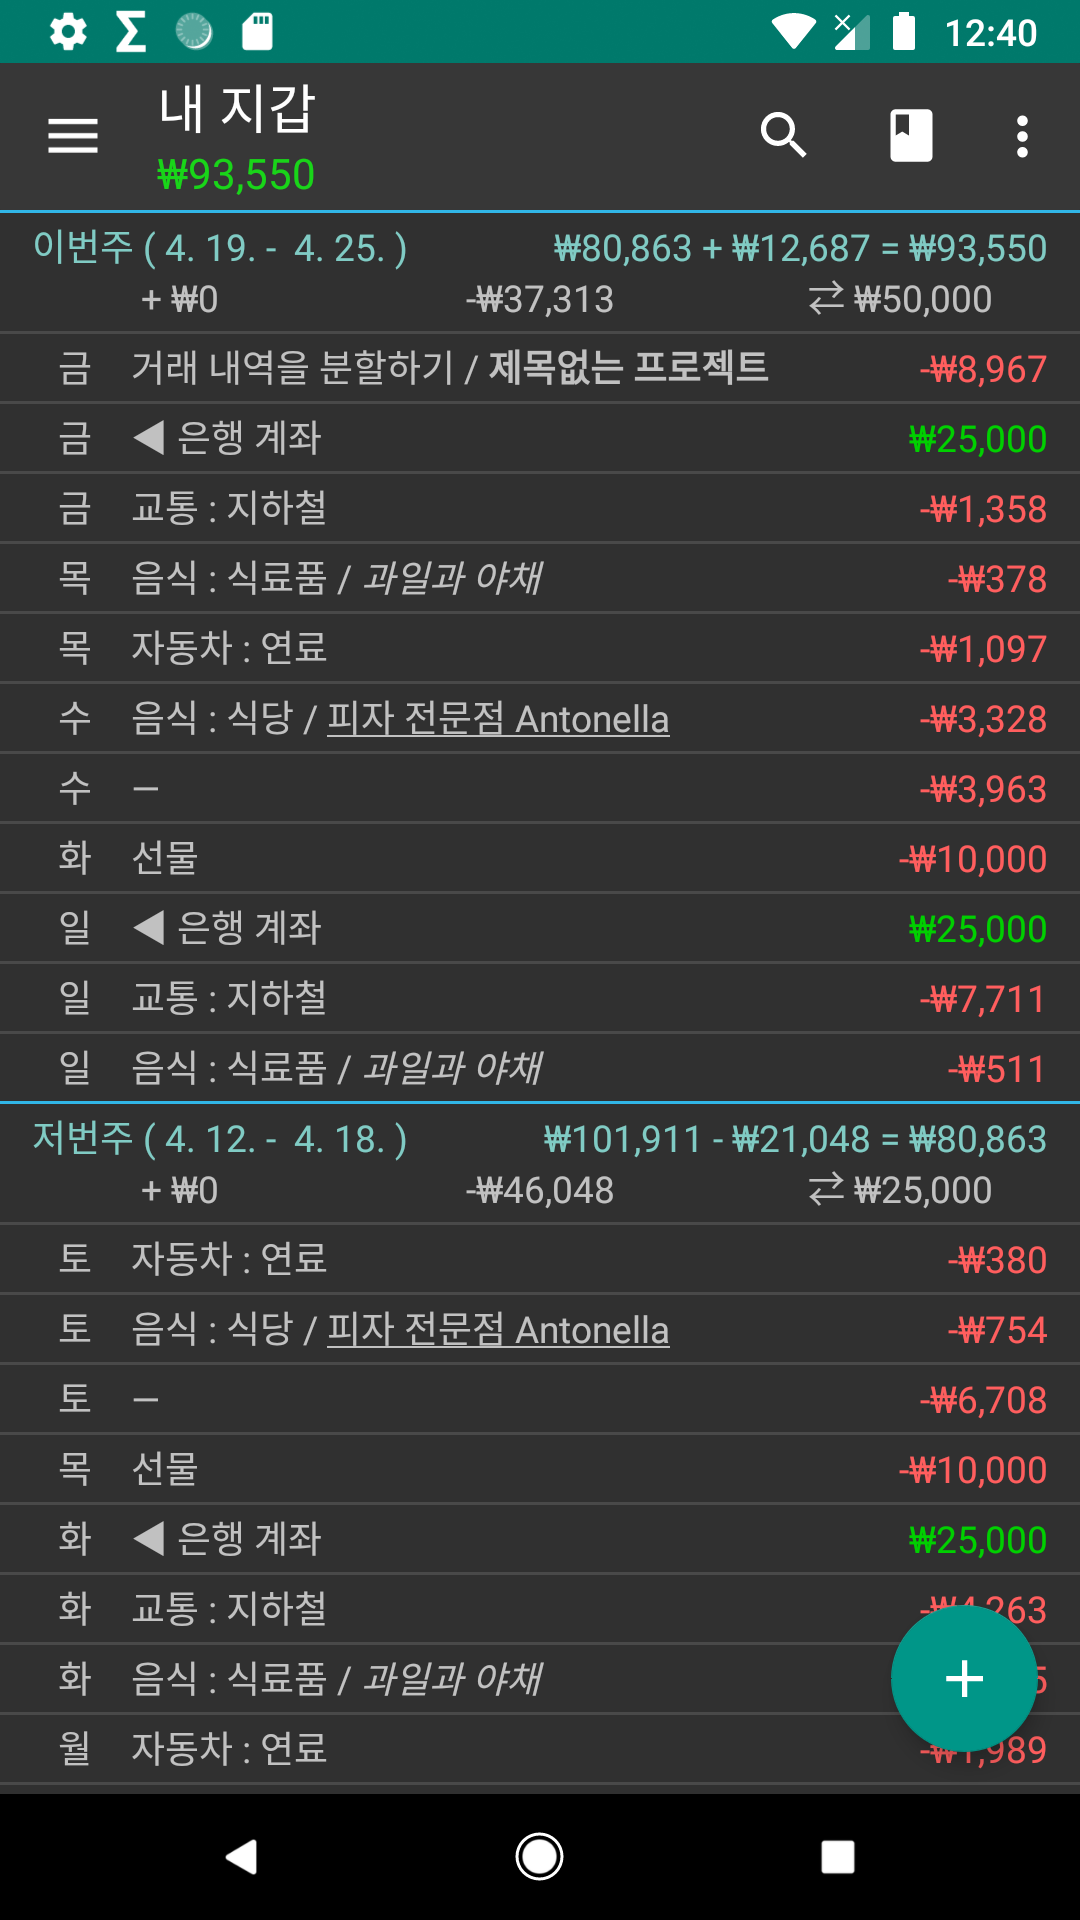 12:40
내 지갑
₩93,550
이번주 ( 4. 19. - 4. 25. ) ₩80,863 + ₩12,687 = ₩93,550
+ ₩0 -₩37,313 ⇄ ₩50,000
금 거래 내역을 분할하기 / 제목없는 프로젝트 -₩8,967
금 ◀ 은행 계좌 ₩25,000
금 교통 : 지하철 -₩1,358
목 음식 : 식료품 / 과일과 야채 -₩378
목 자동차 : 연료 -₩1,097
수 음식 : 식당 / 피자 전문점 Antonella -₩3,328
수 — -₩3,963
화 선물 -₩10,000
일 ◀ 은행 계좌 ₩25,000
일 교통 : 지하철 -₩7,711
일 음식 : 식료품 / 과일과 야채 -₩511
저번주 ( 4. 12. - 4. 18. ) ₩101,911 - ₩21,048 = ₩80,863
+ ₩0 -₩46,048 ⇄ ₩25,000
토 자동차 : 연료 -₩380
토 음식 : 식당 / 피자 전문점 Antonella -₩754
토 — -₩6,708
목 선물 -₩10,000
화 ◀ 은행 계좌 ₩25,000
화 교통 : 지하철 -₩4,263
화 음식 : 식료품 / 과일과 야채
월 자동차 : 연료 -₩1,989